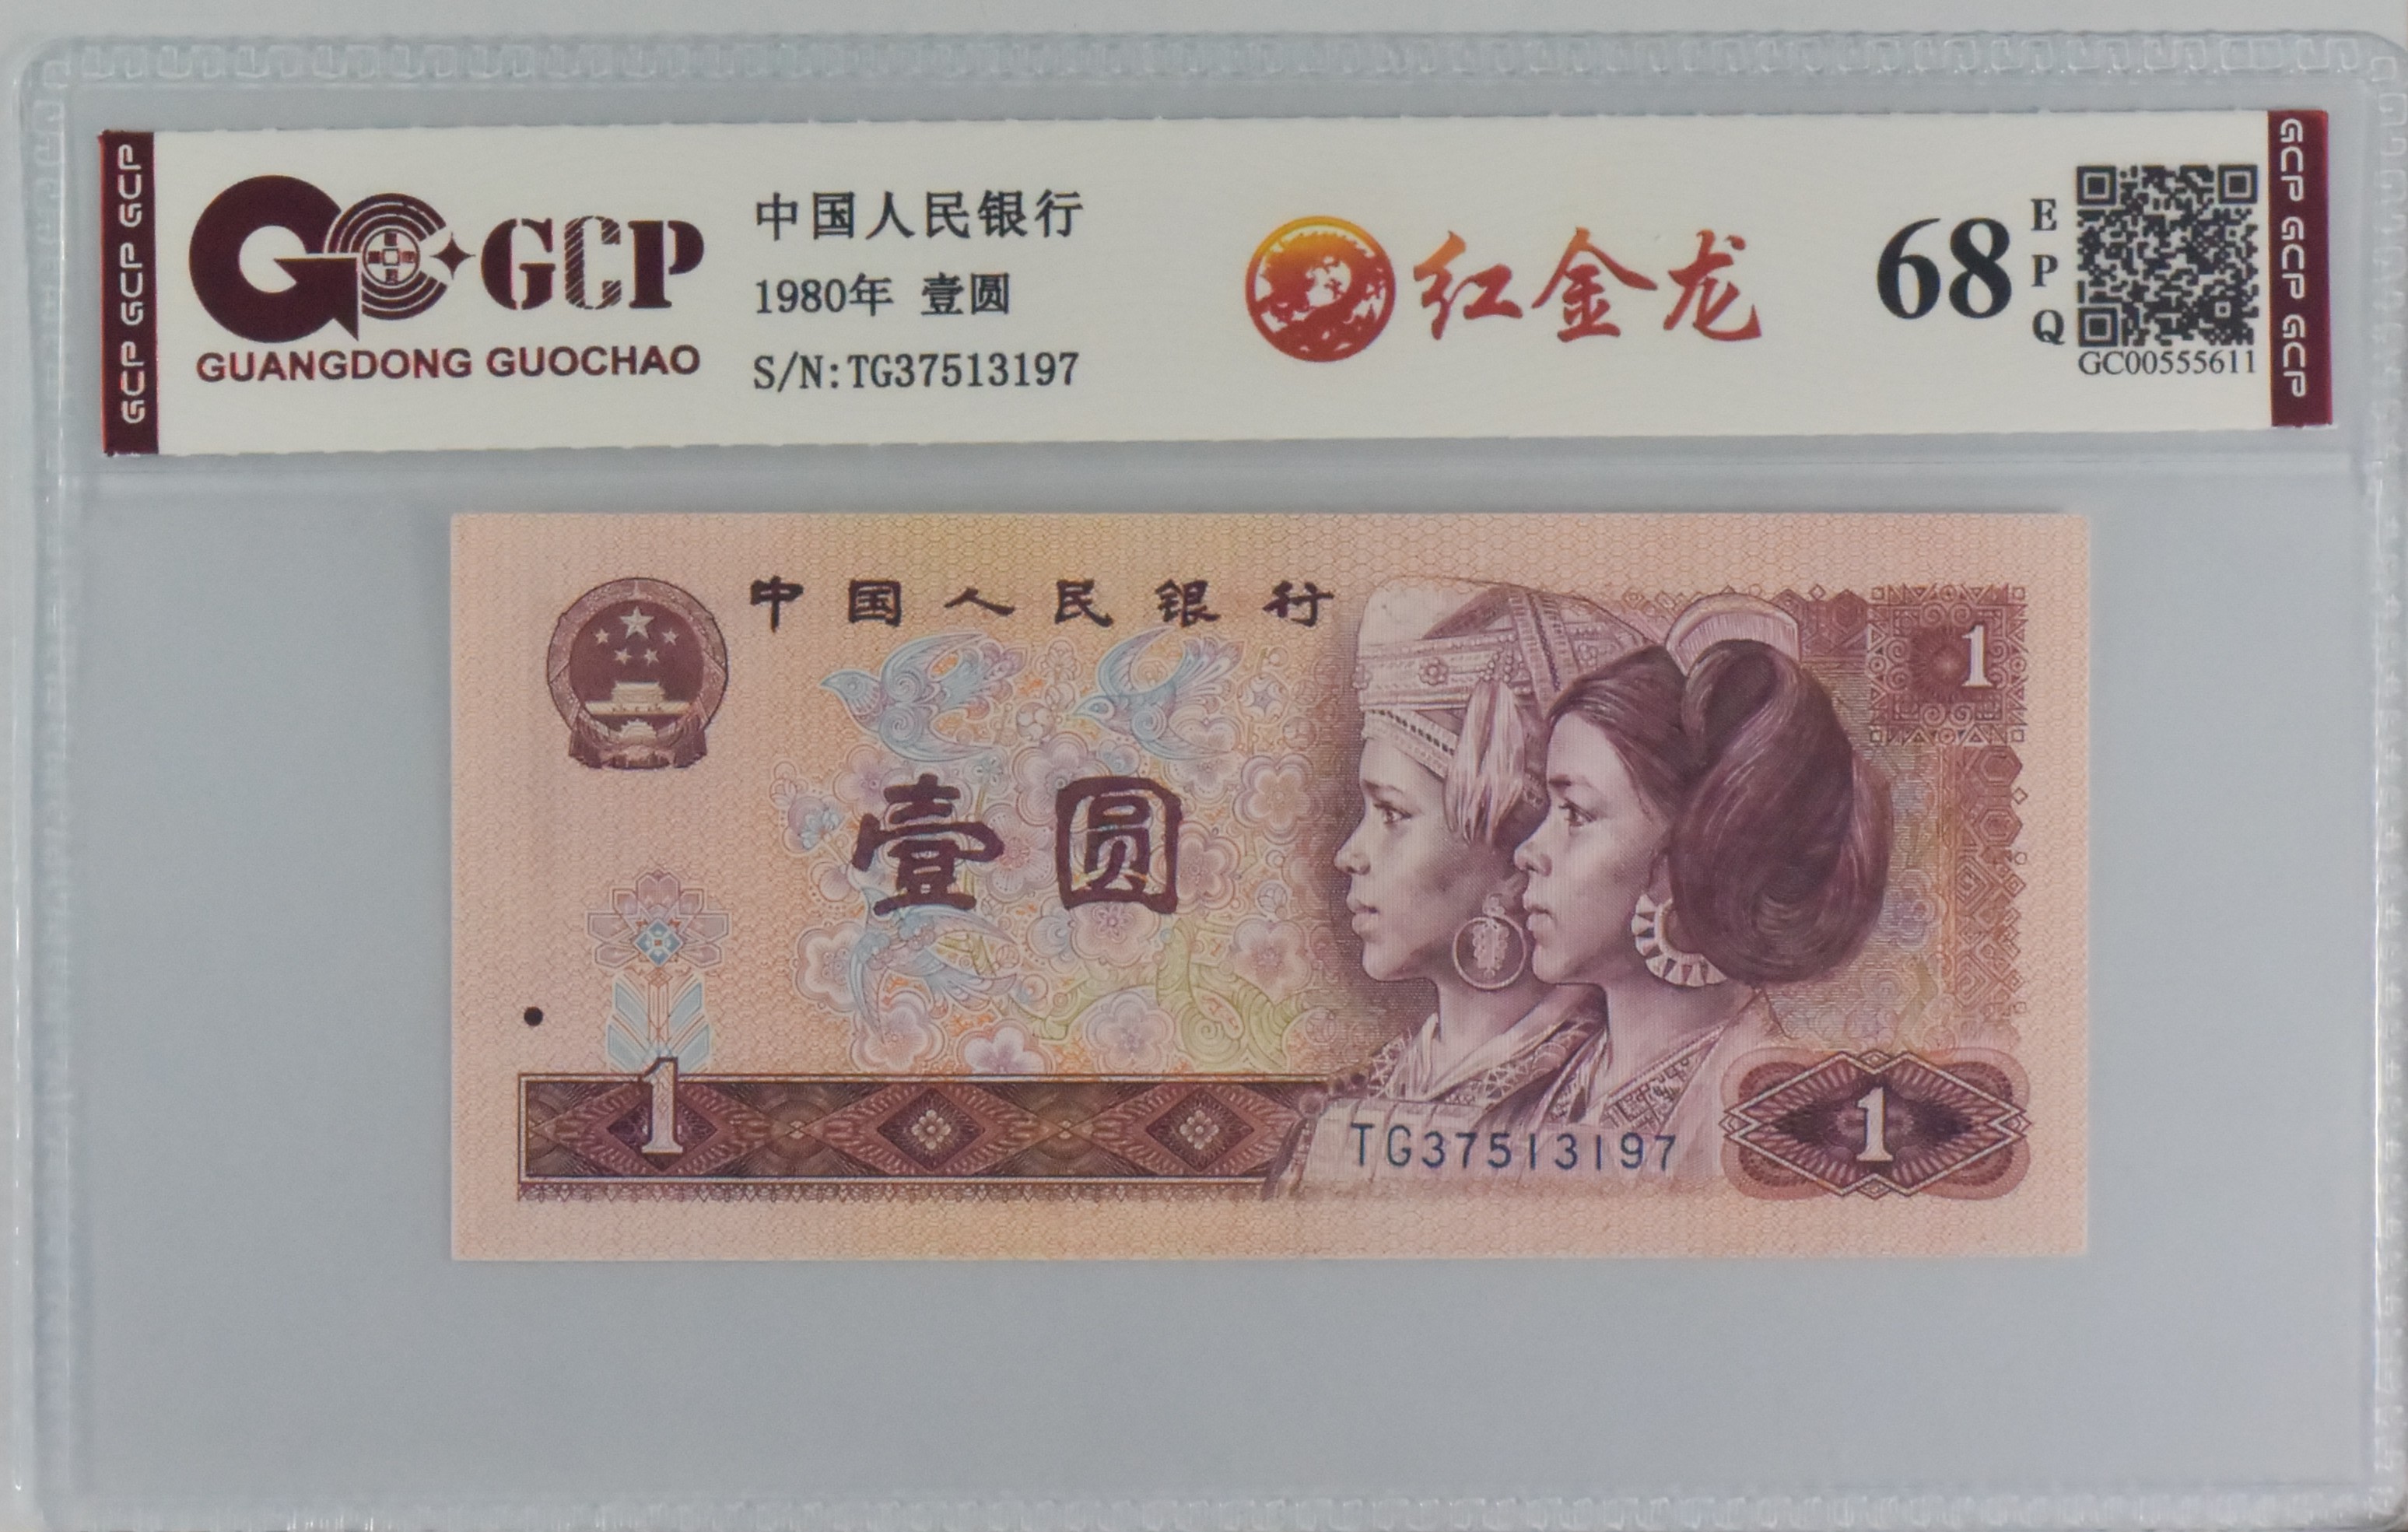 GCP GCP GCP
GCP
GUANGDONG GUOCHAO
中国人民银行
1980年 壹圆
S/N:TG37513197
红金龙
68
EPQ
GC00555611
GCP GCP GCP
中国人民银行
1
壹圆
1
TG37513197
1